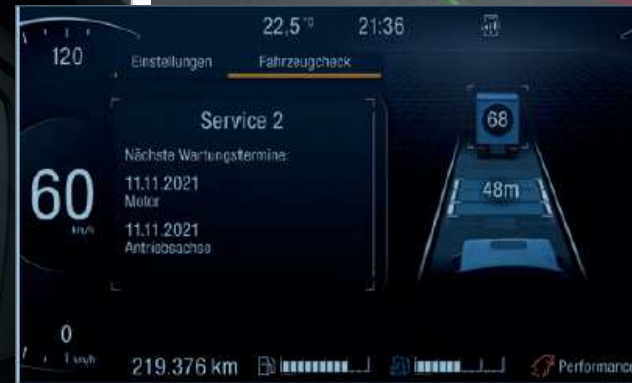 22,5°C 21:36
120
Einstellungen Fahrzeugcheck
Service 2
Nächste Wartungstermine:
11.11.2021
Motor
11.11.2021
Antriebsachse
60
km/h
68
48m
0
km/h
219.376 km
Performance